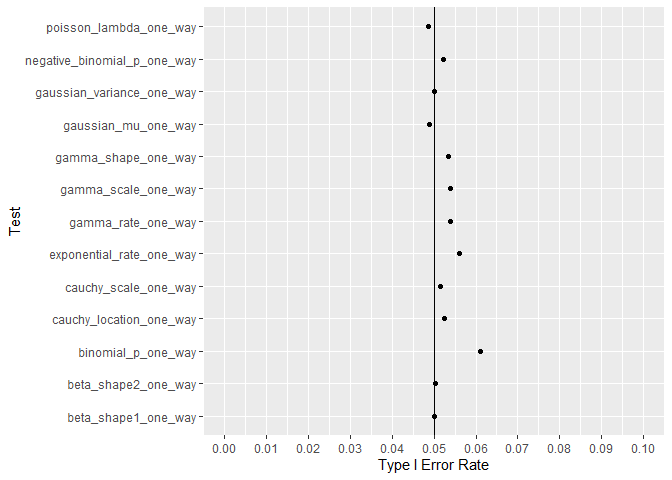 poisson_lambda_one_way
negative_binomial_p_one_way
gaussian_variance_one_way
gaussian_mu_one_way
gamma_shape_one_way
gamma_scale_one_way
gamma_rate_one_way
exponential_rate_one_way
cauchy_scale_one_way
cauchy_location_one_way
binomial_p_one_way
beta_shape2_one_way
beta_shape1_one_way
Test
0.00 0.01 0.02 0.03 0.04 0.05 0.06 0.07 0.08 0.09 0.10
Type I Error Rate